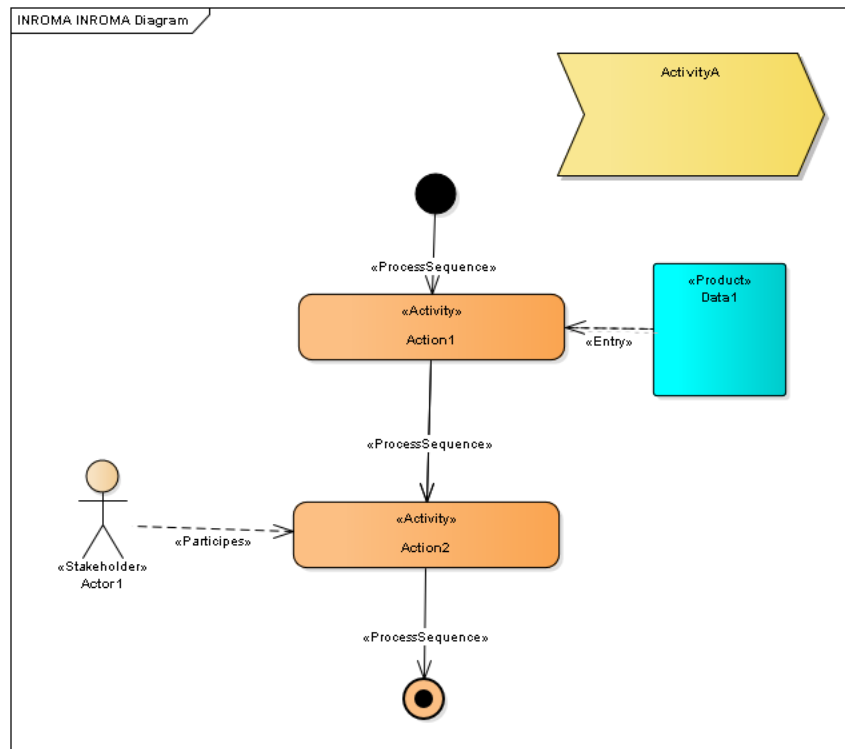 INROMA INROMA Diagram
ActivityA
«ProcessSequence»
«Activity»
Action1
«Product»
Data1
«Entry»
«ProcessSequence»
«Activity»
Action2
«Participes»
«Stakeholder»
Actor1
«ProcessSequence»